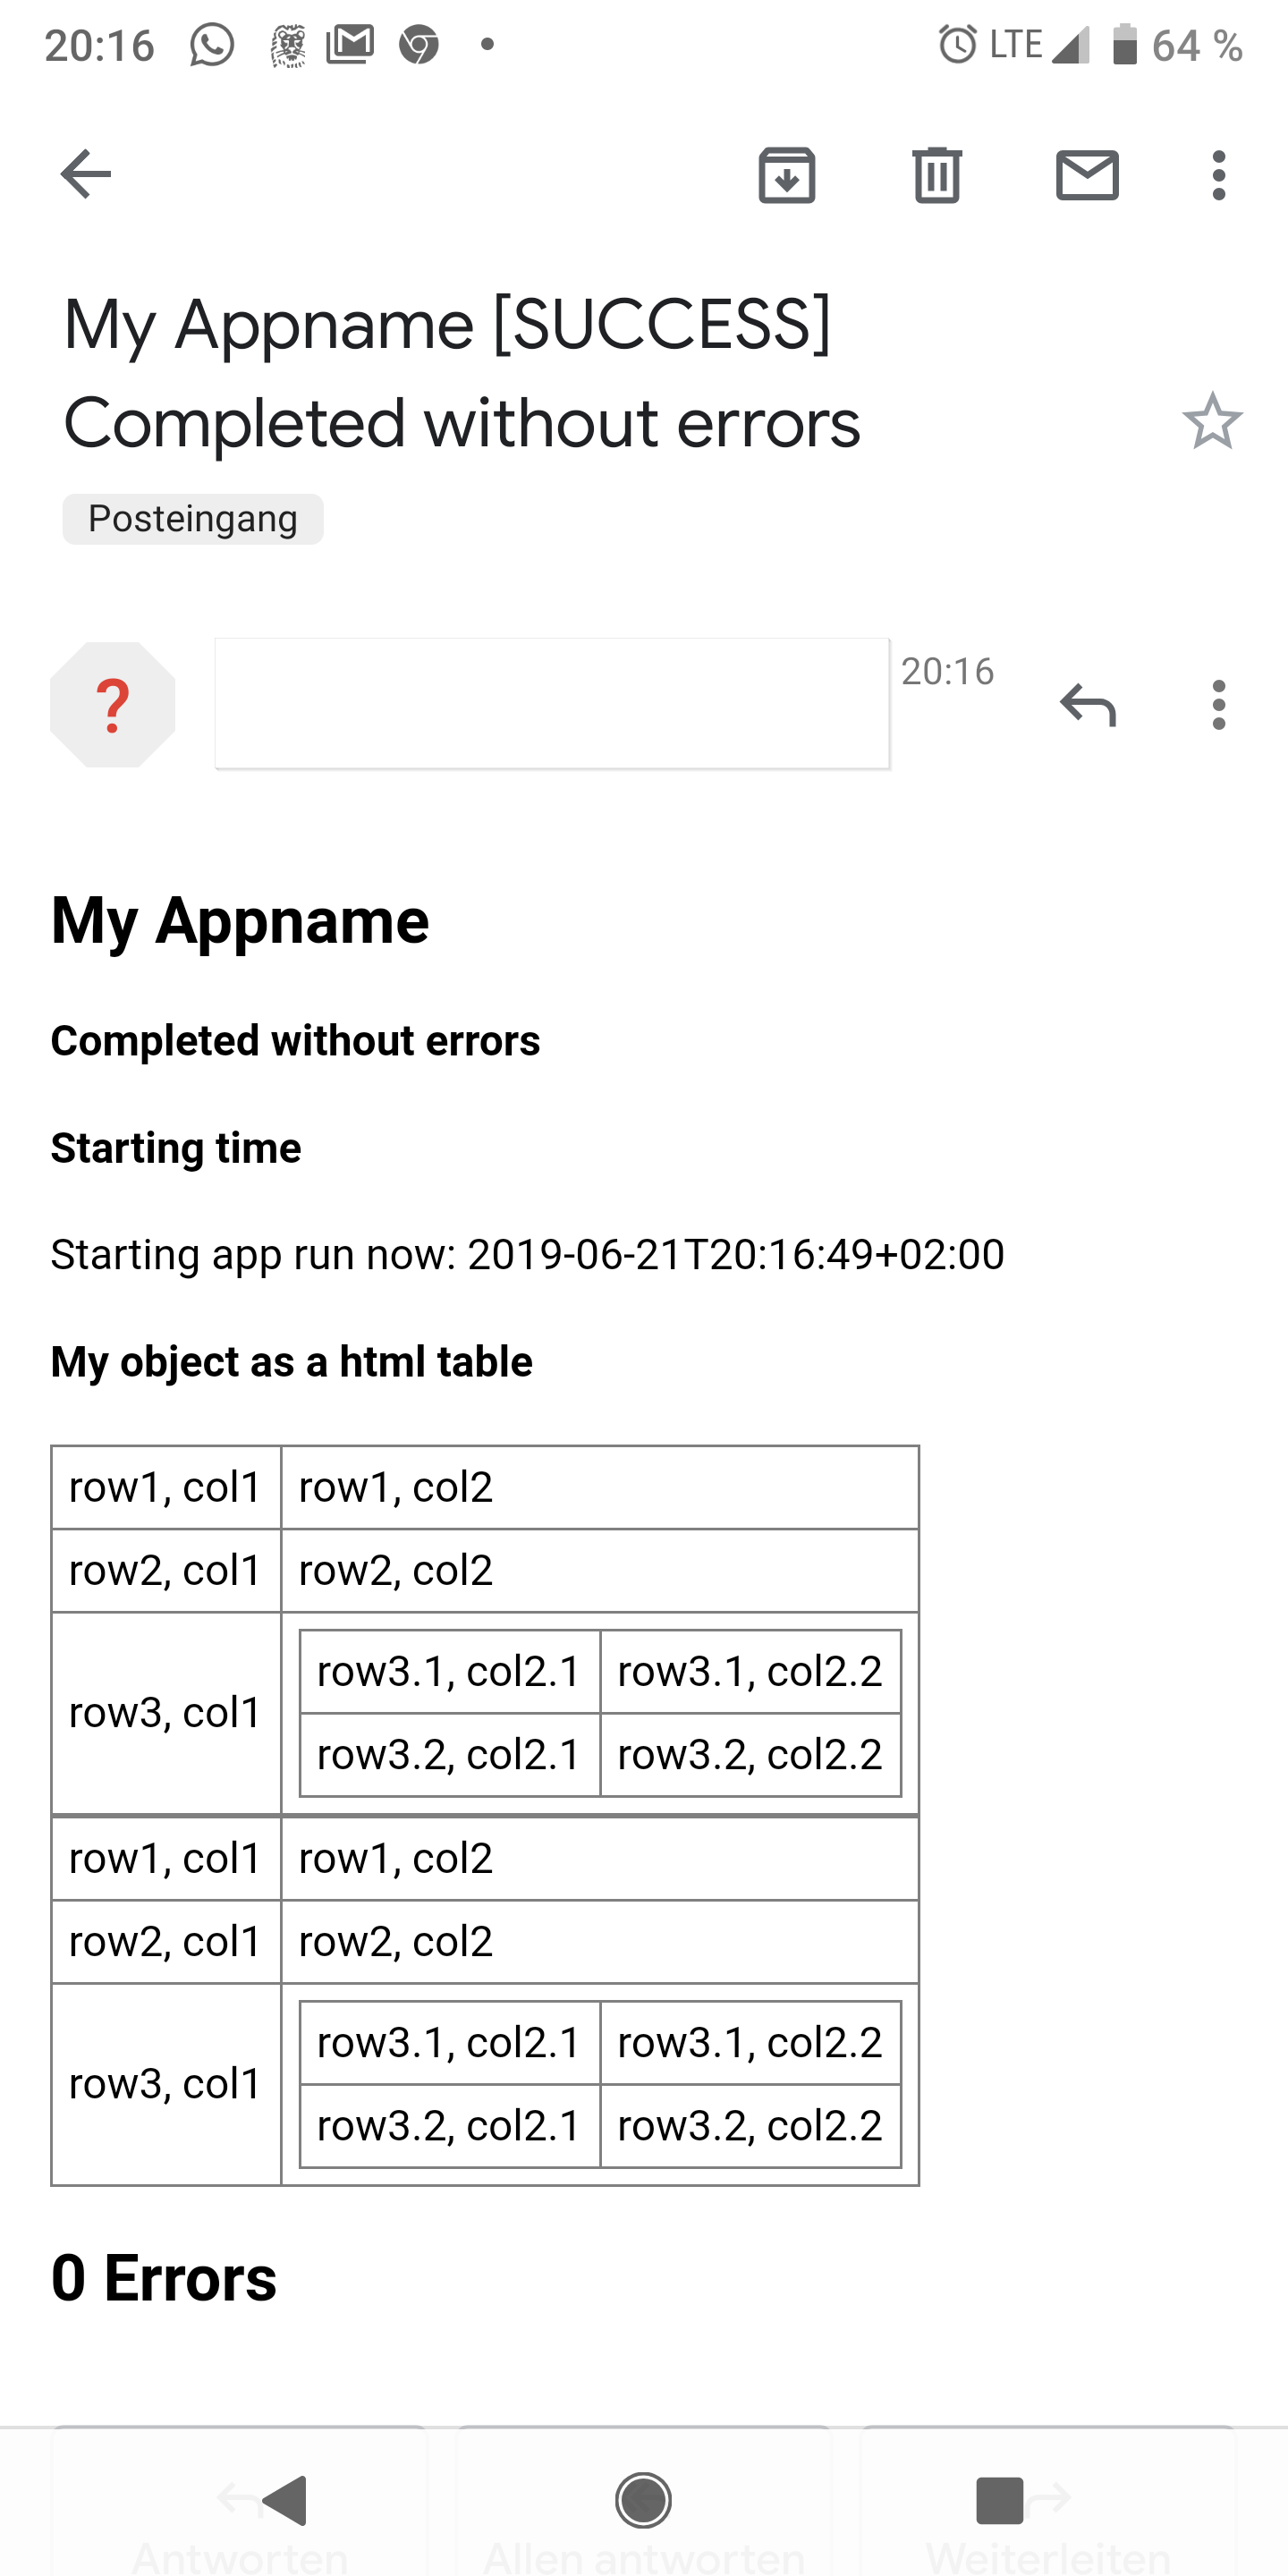 20:16 LTE 64 %
My Appname [SUCCESS]
Completed without errors
Posteingang
?
20:16
My Appname
Completed without errors
Starting time
Starting app run now: 2019-06-21T20:16:49+02:00
My object as a html table
row1, col1 row1, col2
row2, col1 row2, col2
row3, col1
row3.1, col2.1 row3.1, col2.2
row3.2, col2.1 row3.2, col2.2
row1, col1 row1, col2
row2, col1 row2, col2
row3, col1
row3.1, col2.1 row3.1, col2.2
row3.2, col2.1 row3.2, col2.2
0 Errors
Antworten Allen antworten Weiterleiten